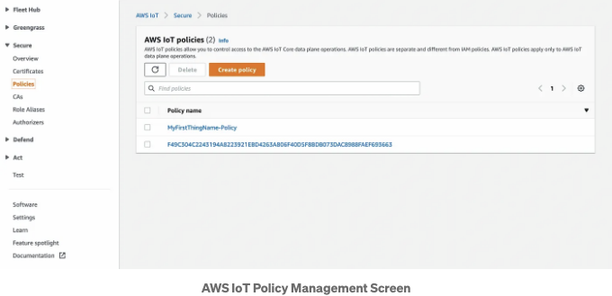 Fleet Hub
Greengrass
Secure
Overview
Certificates
Policies
CAs
Role Aliases
Authorizers
Defend
Act
Test
Software
Settings
Learn
Feature spotlight
Documentation
AWS IoT > Secure > Policies
AWS IoT policies (2) Info
AWS IoT policies allow you to control access to the AWS IoT Core data plane operations. AWS IoT policies are separate and different from IAM policies. AWS IoT policies apply only to AWS IoT
data plane operations.
Delete Create policy
Find policies
1
Policy name
MyFirstThingName-Policy
AWS IoT Policy Management Screen